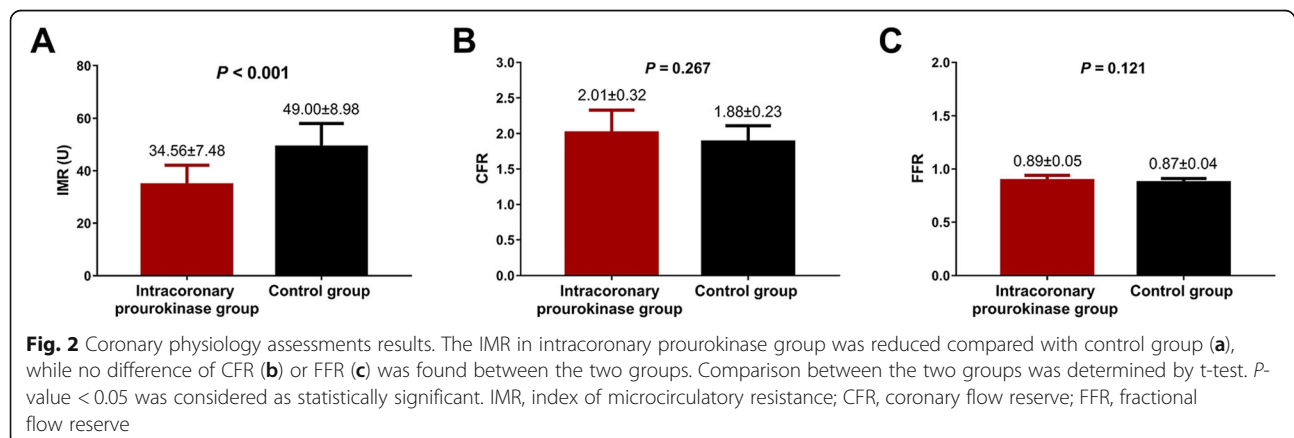 A
P < 0.001
IMR (U)
80
60
40
20
0
34.56±7.48
49.00±8.98
Intracoronary
prourokinase group
Control group
B
P = 0.267
CFR
3.0
2.5
2.0
1.5
1.0
0.5
0.0
2.01±0.32
1.88±0.23
Intracoronary
prourokinase group
Control group
C
P = 0.121
FFR
2.0
1.5
1.0
0.5
0.0
0.89±0.05
0.87±0.04
Intracoronary
prourokinase group
Control group
Fig. 2 Coronary physiology assessments results. The IMR in intracoronary prourokinase group was reduced compared with control group (a),
while no difference of CFR (b) or FFR (c) was found between the two groups. Comparison between the two groups was determined by t-test. P-
value < 0.05 was considered as statistically significant. IMR, index of microcirculatory resistance; CFR, coronary flow reserve; FFR, fractional
flow reserve